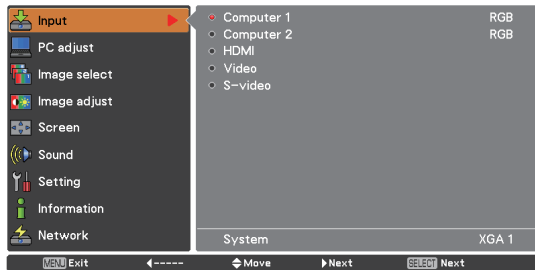 Input
PC adjust
Image select
Image adjust
Screen
Sound
Setting
Information
Network
Computer 1 RGB
Computer 2 RGB
HDMI
Video
S-video
System XGA 1
MENU Exit ----- Move Next SELECT Next